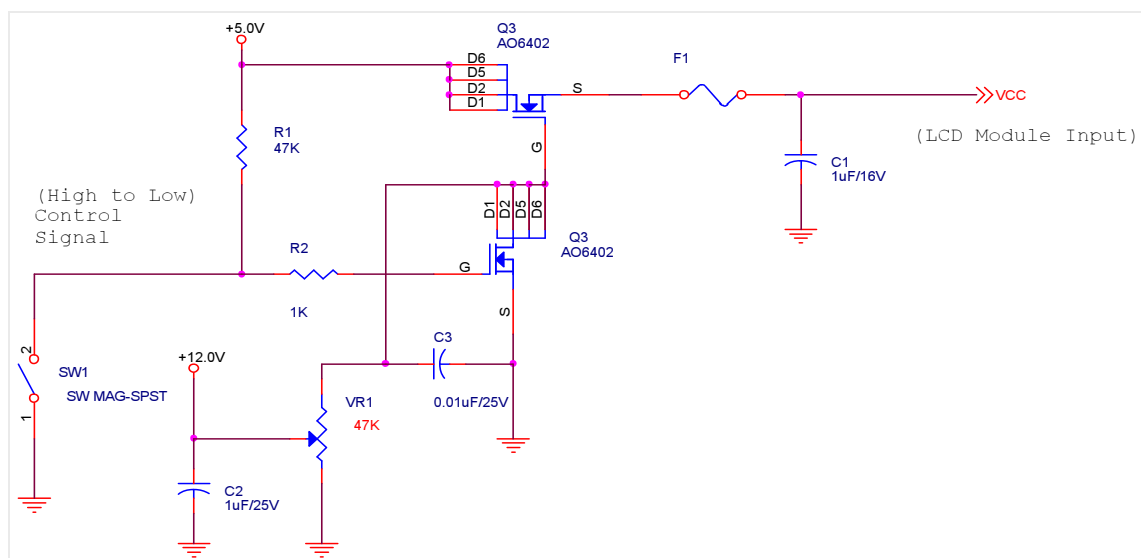 +5.0V
Q3
AO6402
D6
D5
D2
D1
S
G
F1
VCC
(LCD Module Input)
R1
47K
C1
1uF/16V
(High to Low)
Control
Signal
D1
D2
D5
D6
Q3
AO6402
R2
1K
G
S
2
SW1
SW MAG-SPST
1
+12.0V
C3
0.01uF/25V
VR1
47K
C2
1uF/25V